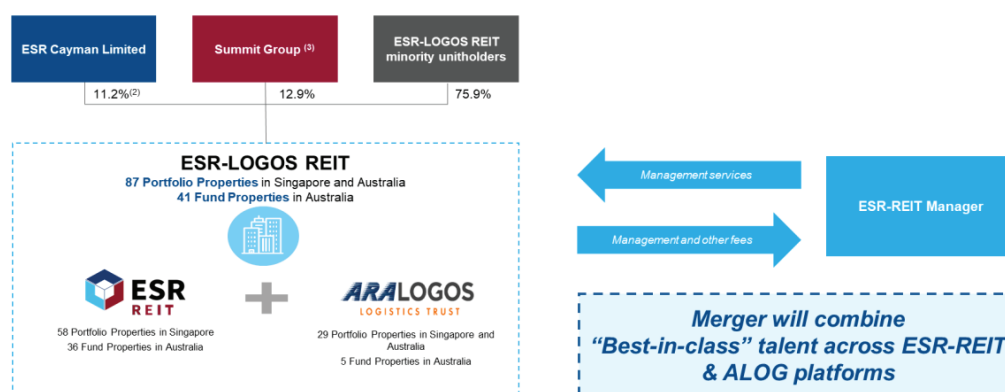 ESR Cayman Limited
Summit Group (3)
ESR-LOGOS REIT
minority unitholders
11.2%(2)
12.9%
75.9%
ESR-LOGOS REIT
87 Portfolio Properties in Singapore and Australia
41 Fund Properties in Australia
ESR
REIT
58 Portfolio Properties in Singapore
36 Fund Properties in Australia
ARALOGOS
LOGISTICS TRUST
29 Portfolio Properties in Singapore and
Australia
5 Fund Properties in Australia
Management services
Management and other fees
ESR-REIT Manager
Merger will combine
“Best-in-class” talent across ESR-REIT
& ALOG platforms